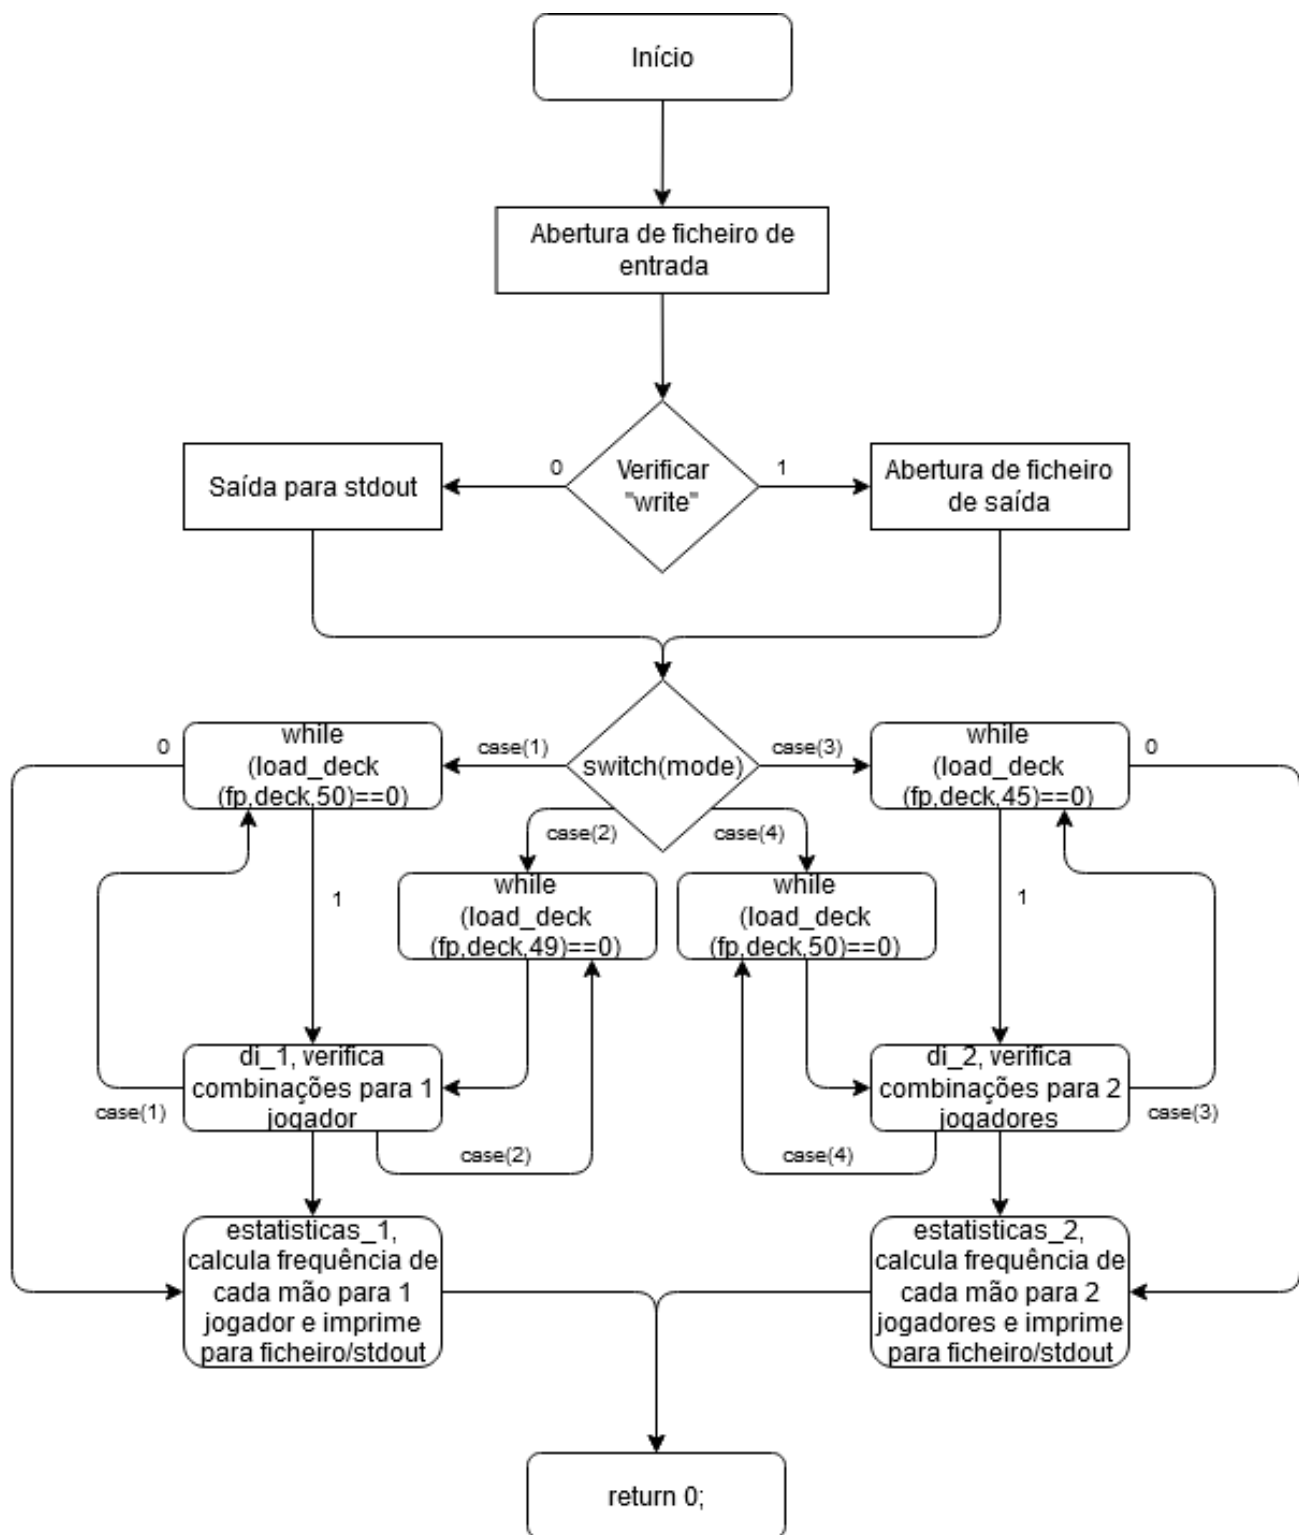 Início
Abertura de ficheiro de
entrada
0
Verificar
"write"
1
Saída para stdout
Abertura de ficheiro
de saída
0
while
(load_deck
(fp,deck,50)==0)
case(1)
switch(mode)
case(3)
while
(load_deck
(fp,deck,45)==0)
0
case(2)
case(4)
1
while
(load_deck
(fp,deck,49)==0)
while
(load_deck
(fp,deck,50)==0)
1
di_1, verifica
combinações para 1
jogador
case(1)
case(2)
case(4)
di_2, verifica
combinações para 2
jogadores
case(3)
estatisticas_1,
calcula frequência de
cada mão para 1
jogador e imprime
para ficheiro/stdout
estatisticas_2,
calcula frequência de
cada mão para 2
jogadores e imprime
para ficheiro/stdout
return 0;